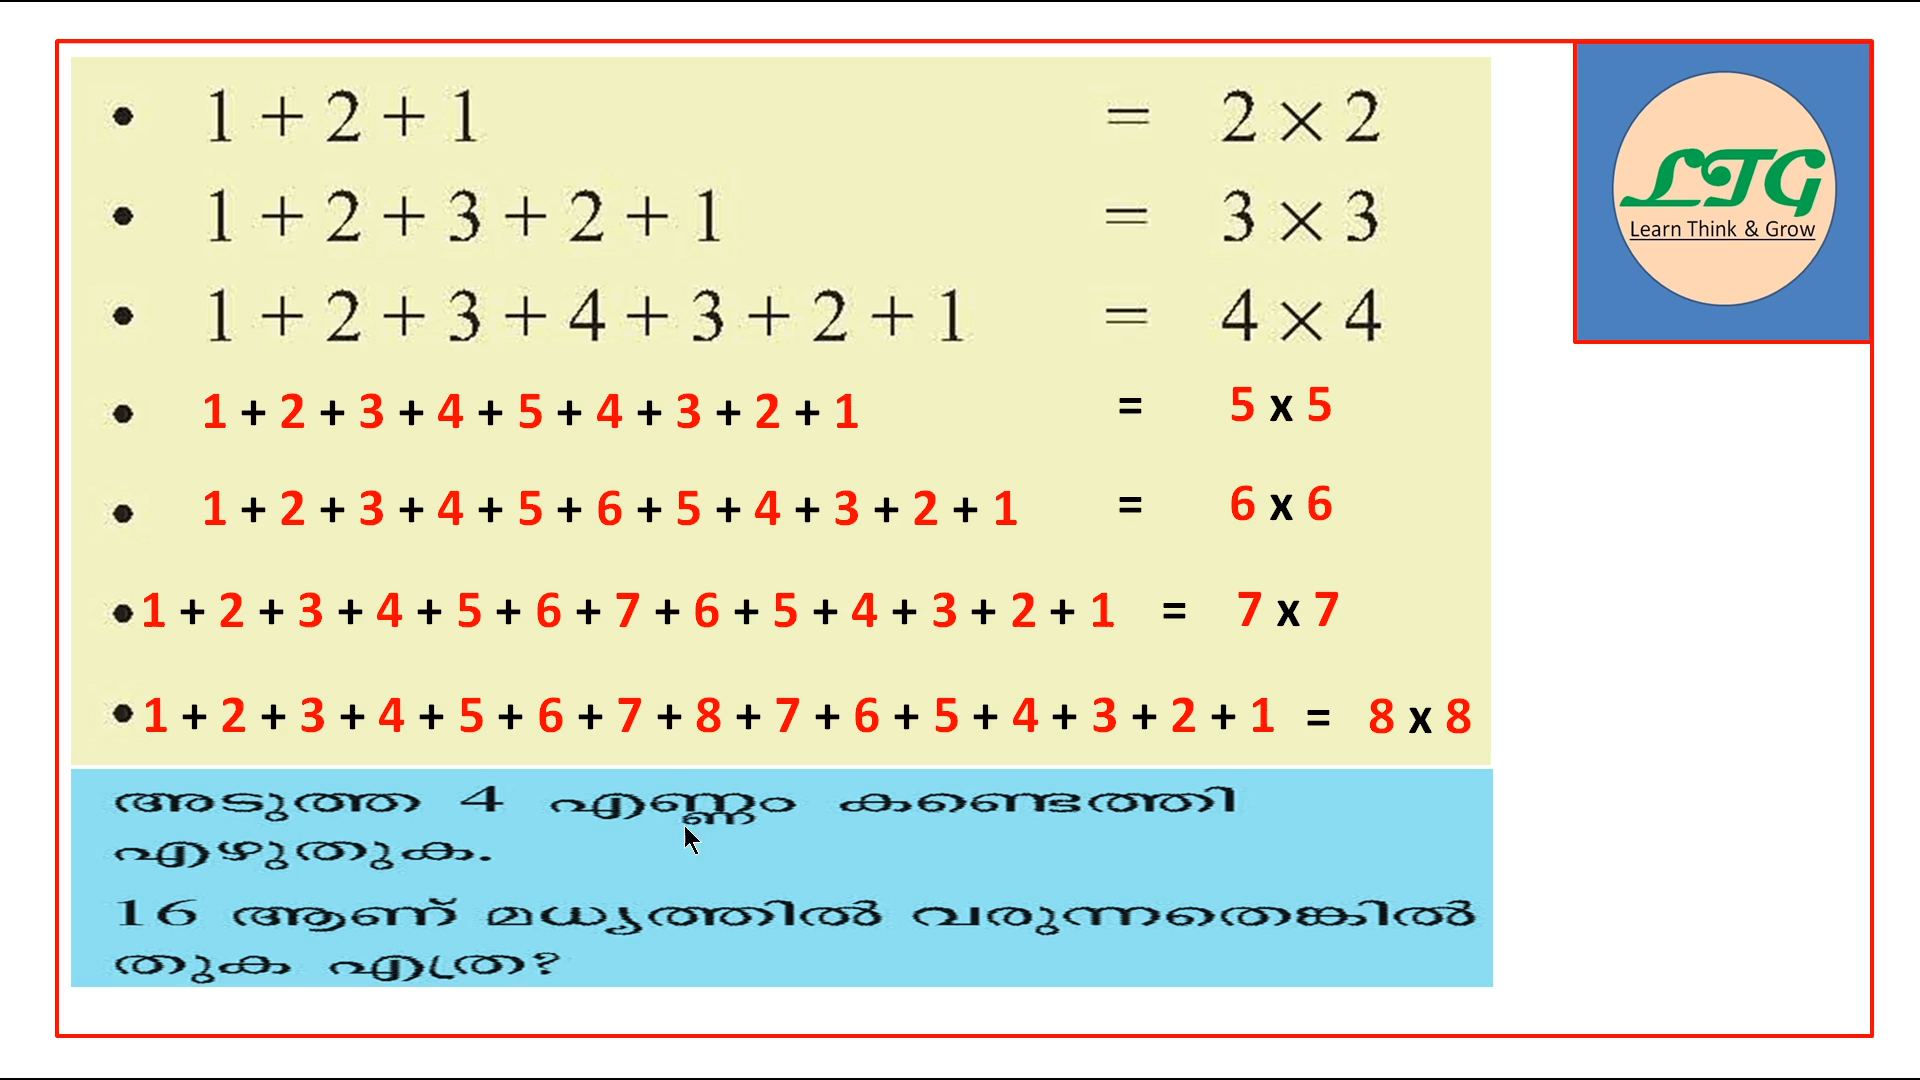 • 1 + 2 + 1 = 2 × 2
• 1 + 2 + 3 + 2 + 1 = 3 × 3
• 1 + 2 + 3 + 4 + 3 + 2 + 1 = 4 × 4
• 1 + 2 + 3 + 4 + 5 + 4 + 3 + 2 + 1 = 5 x 5
• 1 + 2 + 3 + 4 + 5 + 6 + 5 + 4 + 3 + 2 + 1 = 6 x 6
• 1 + 2 + 3 + 4 + 5 + 6 + 7 + 6 + 5 + 4 + 3 + 2 + 1 = 7 x 7
• 1 + 2 + 3 + 4 + 5 + 6 + 7 + 8 + 7 + 6 + 5 + 4 + 3 + 2 + 1 = 8 x 8
അടുത്ത 4 എണ്ണം കണ്ടെത്തി
എഴുതുക.
16 ആണ് മധ്യത്തിൽ വരുന്നതെങ്കിൽ
തുക എത്ര?
LTG
Learn Think & Grow